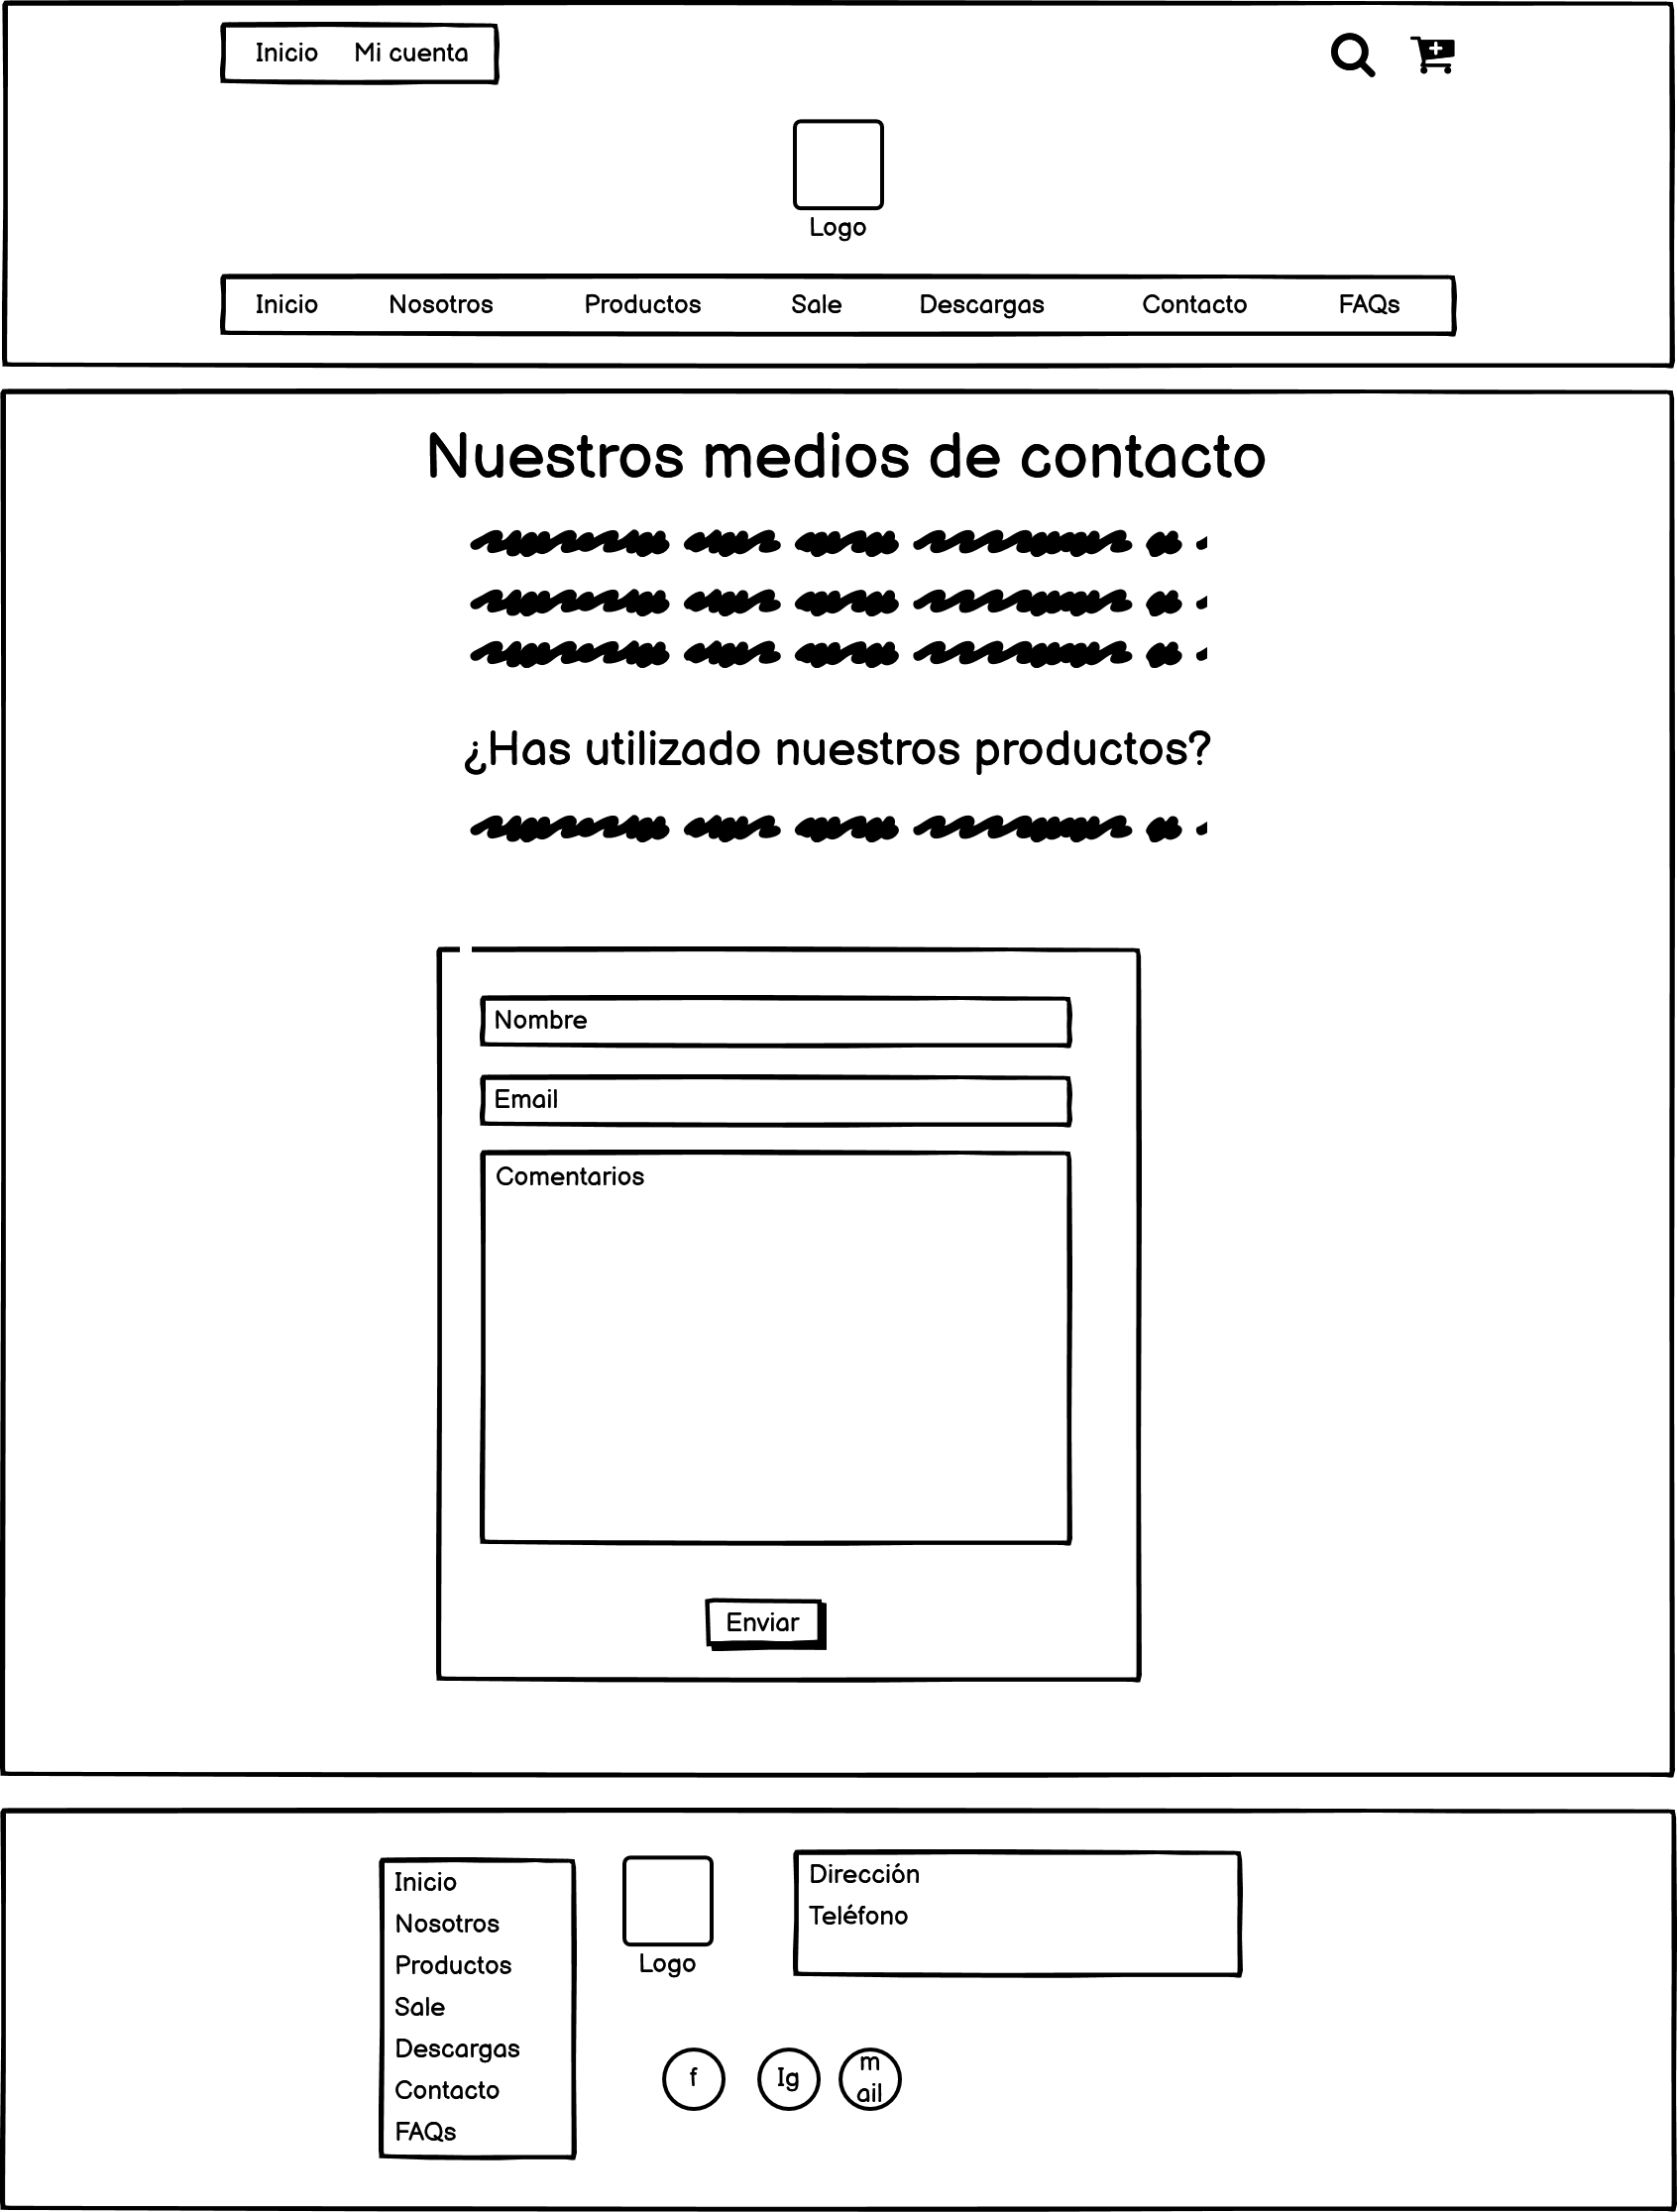 Inicio Mi cuenta
Logo
Inicio Nosotros Productos Sale Descargas Contacto FAQs
Nuestros medios de contacto
¿Has utilizado nuestros productos?
Nombre
Email
Comentarios
Enviar
Inicio
Nosotros
Productos
Sale
Descargas
Contacto
FAQs
Logo
Dirección
Teléfono
f
Ig
m
ail